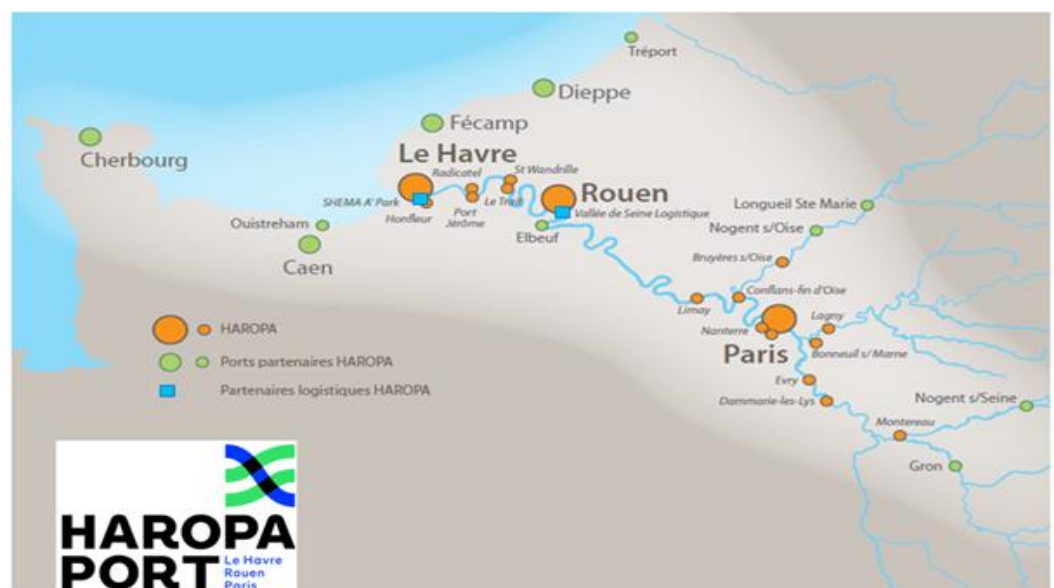 Tréport
Dieppe
Fécamp
Cherbourg
Le Havre
Radicatel
St Wandrille
Rouen
SHEMA A' Park
Honfleur
Port
Jérôme
Le Trait
Vallée de Seine Logistique
Longueil Ste Marie
Ouistreham
Elbeuf
Nogent s/Oise
Caen
Bruyères s/Oise
Conflans-fin d'Oise
Limay
Lagny
Nanterre
Paris
Bonneuil s/Marne
Evry
Dammarie-les-Lys
Nogent s/Seine
Montereau
Gron
HAROPA
Ports partenaires HAROPA
Partenaires logistiques HAROPA
HAROPA
PORT
Le Havre
Rouen
Paris